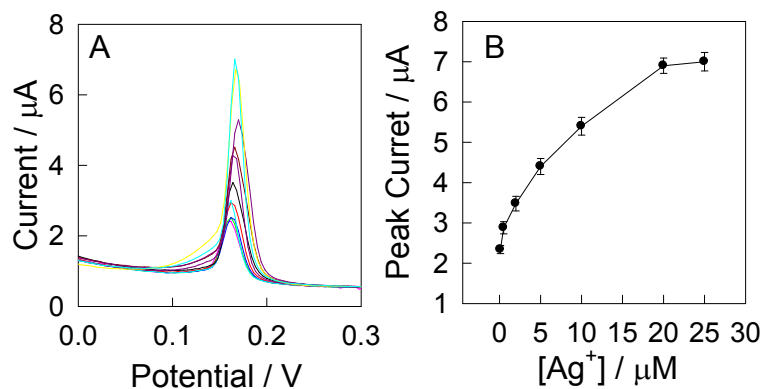 A
Current / μA
8
6
4
2
0
0.0 0.1 0.2 0.3
Potential / V
B
Peak Curret / μA
8
7
6
5
4
3
2
1
0 5 10 15 20 25 30
[Ag⁺] / μM